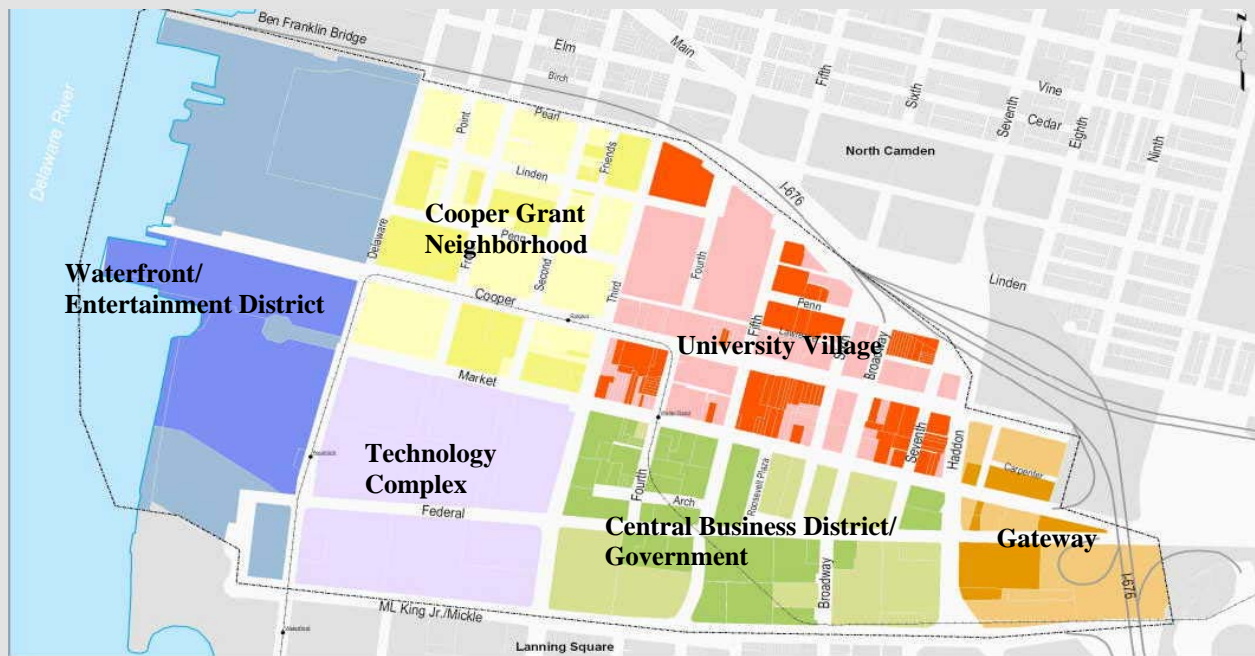 Ben Franklin Bridge
Elm
Main
Birch
Fifth
Sixth
Seventh
Vine
Cedar
Eighth
Ninth
North Camden
Delaware River
Pearl
Point
Friends
Linden
I-676
Linden
Cooper Grant
Neighborhood
Penn
Delaware
Second
Third
Fourth
Waterfront/
Entertainment District
Cooper
Penn
Fifth
University Village
Broadway
Market
Seventh
Haddon
Technology
Complex
Carpenter
Fourth
Arch
Roosevelt Plaza
Federal
Central Business District/
Government
Gateway
Broadway
I-676
ML King Jr./Mickle
Lanning Square